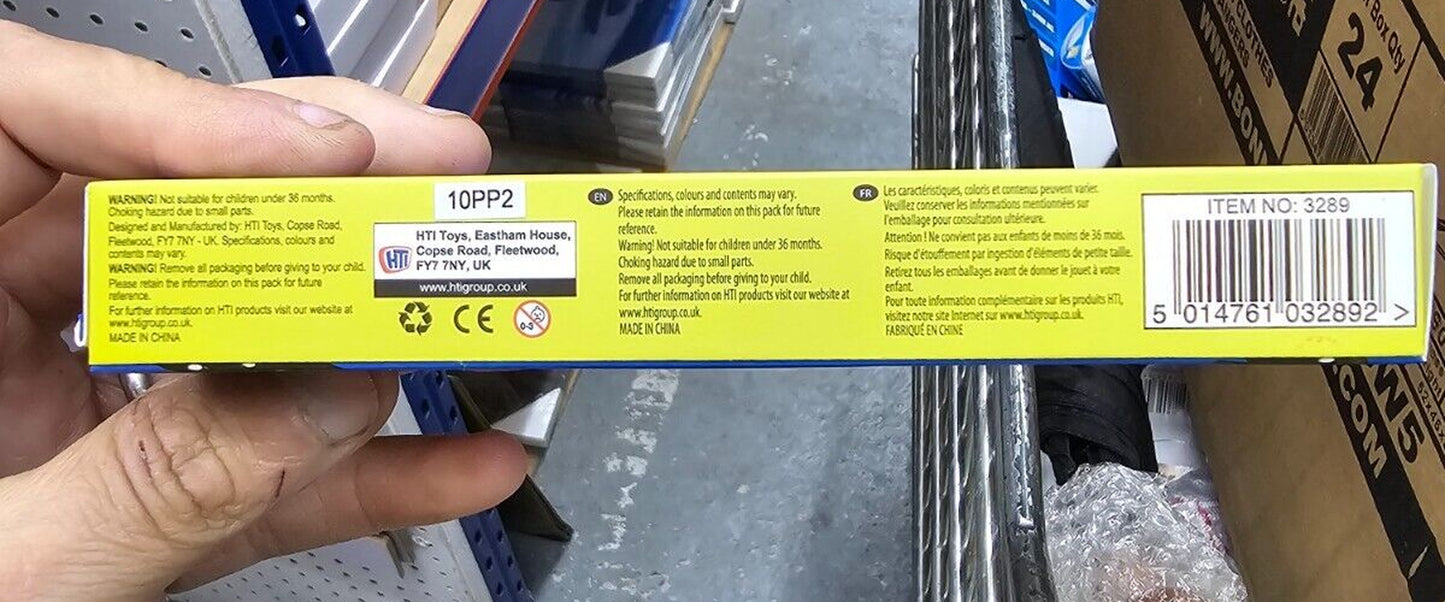 WARNING! Not suitable for children under 36 months.
Choking hazard due to small parts.
Designed and Manufactured by: HTI Toys, Copse Road,
Fleetwood, FY7 7NY - UK. Specifications, colours and
contents may vary.
WARNING! Remove all packaging before giving to your child.
Please retain the information on this pack for future
reference.
For further information on HTI products visit our website at
www.htigroup.co.uk.
MADE IN CHINA
10PP2
HTI
HTI Toys, Eastham House,
Copse Road, Fleetwood,
FY7 7NY, UK
www.htigroup.co.uk
CE
0-3
EN
Specifications, colours and contents may vary.
Please retain the information on this pack for future
reference.
Warning! Not suitable for children under 36 months.
Choking hazard due to small parts.
Remove all packaging before giving to your child.
For further information on HTI products visit our website at
www.htigroup.co.uk.
MADE IN CHINA
FR
Les caractéristiques, coloris et contenus peuvent varier.
Veuillez conserver les informations mentionnées sur
l'emballage pour consultation ultérieure.
Attention ! Ne convient pas aux enfants de moins de 36 mois.
Risque d'étouffement par ingestion d'éléments de petite taille.
Retirez tous les emballages avant de donner le jouet à votre
enfant.
Pour toute information complémentaire sur les produits HTI,
visitez notre site Internet sur www.htigroup.co.uk.
FABRIQUÉ EN CHINE
ITEM NO: 3289
5 014761 032892 >
Box Qty
24
CLOTHES
WWW.BON
W5
.COM